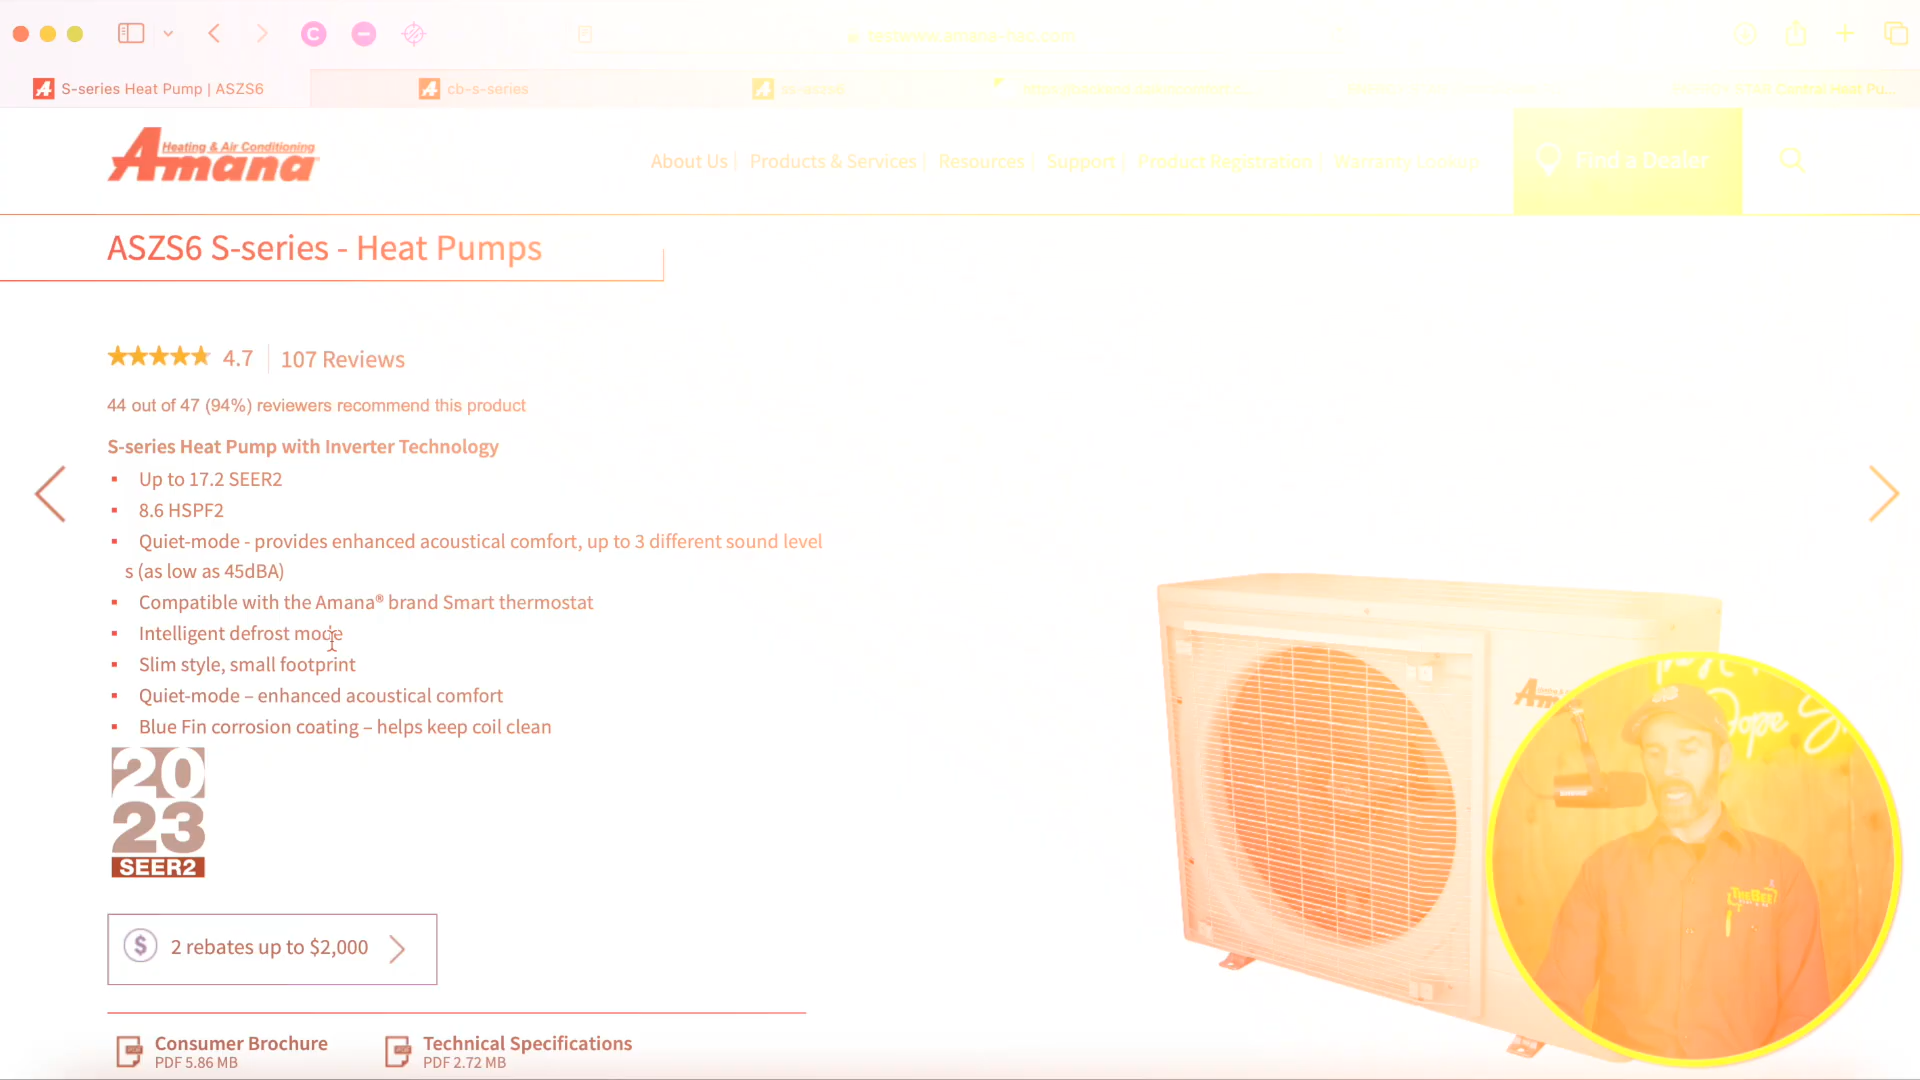 S-series Heat Pump | ASZS6
cb-s-series
Heating & Air Conditioning
Amana
About Us | Products & Services | Resources | Support | Product Registration | Warranty Lookup
Find a Dealer
ASZS6 S-series - Heat Pumps
4.7 | 107 Reviews
44 out of 47 (94%) reviewers recommend this product
S-series Heat Pump with Inverter Technology
▪ Up to 17.2 SEER2
▪ 8.6 HSPF2
▪ Quiet-mode - provides enhanced acoustical comfort, up to 3 different sound level
s (as low as 45dBA)
▪ Compatible with the Amana® brand Smart thermostat
▪ Intelligent defrost mode
▪ Slim style, small footprint
▪ Quiet-mode – enhanced acoustical comfort
▪ Blue Fin corrosion coating – helps keep coil clean
20
23
SEER2
$ 2 rebates up to $2,000
Consumer Brochure
PDF 5.86 MB
Technical Specifications
PDF 2.72 MB
Dope